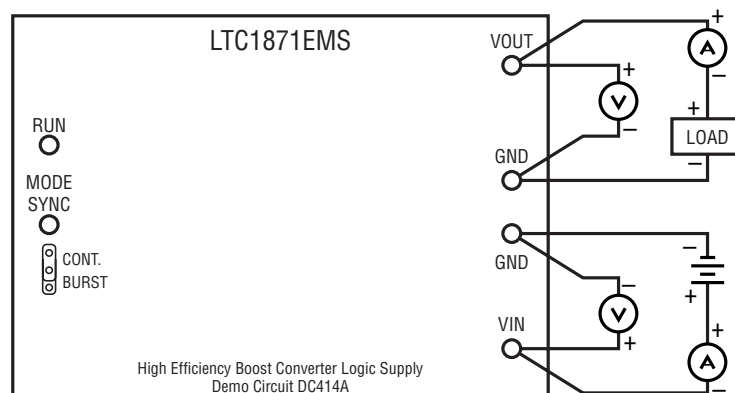 LTC1871EMS
VOUT
+
A
–
+
V
–
+
LOAD
–
RUN
GND
MODE
SYNC
GND
CONT.
BURST
–
+
–
V
+
VIN
+
A
–
High Efficiency Boost Converter Logic Supply
Demo Circuit DC414A